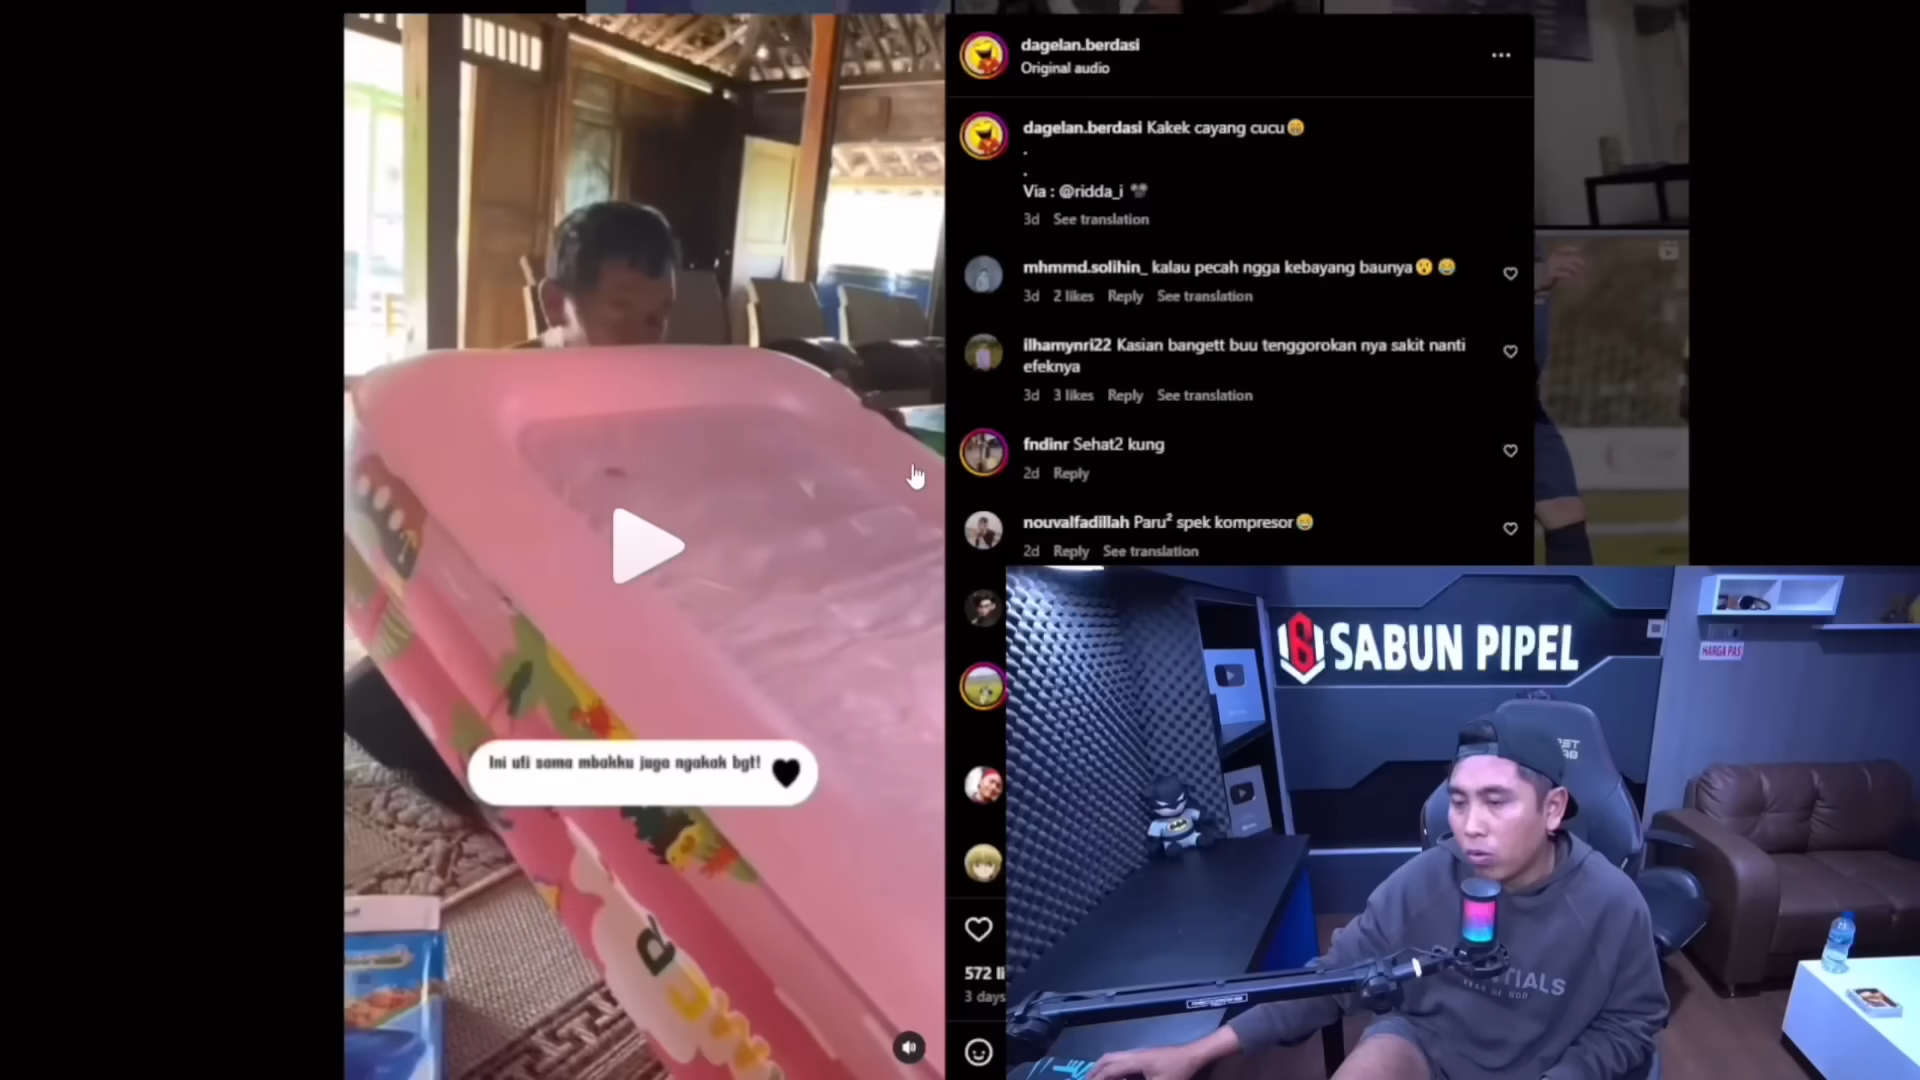 dagelan.berdasi
Original audio
dagelan.berdasi Kakek cayang cucu😁
.
.
Via : @ridda_i
3d See translation
mhmmd.solihin_ kalau pecah ngga kebayang baunya😲😂
3d 2 likes Reply See translation
ilhamynri22 Kasian bangett buu tenggorokan nya sakit nanti
efeknya
3d 3 likes Reply See translation
fndinr Sehat2 kung
2d Reply
nouvalfadillah Paru² spek kompresor😂
2d Reply See translation
Ini uti sama mbakku juga ngakak bgt! 🖤
572 li
3 days
SABUN PIPEL
HARGA PAS